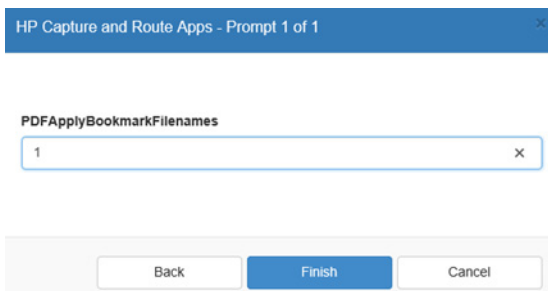 HP Capture and Route Apps - Prompt 1 of 1 ×
PDFApplyBookmarkFilenames
1 ×
Back Finish Cancel